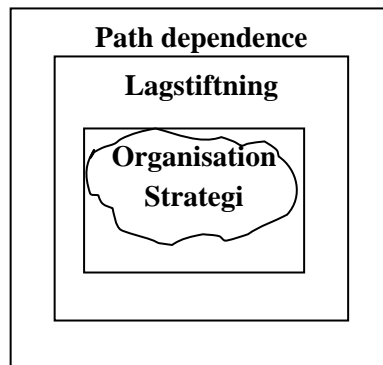 Path dependence
Lagstiftning
Organisation
Strategi